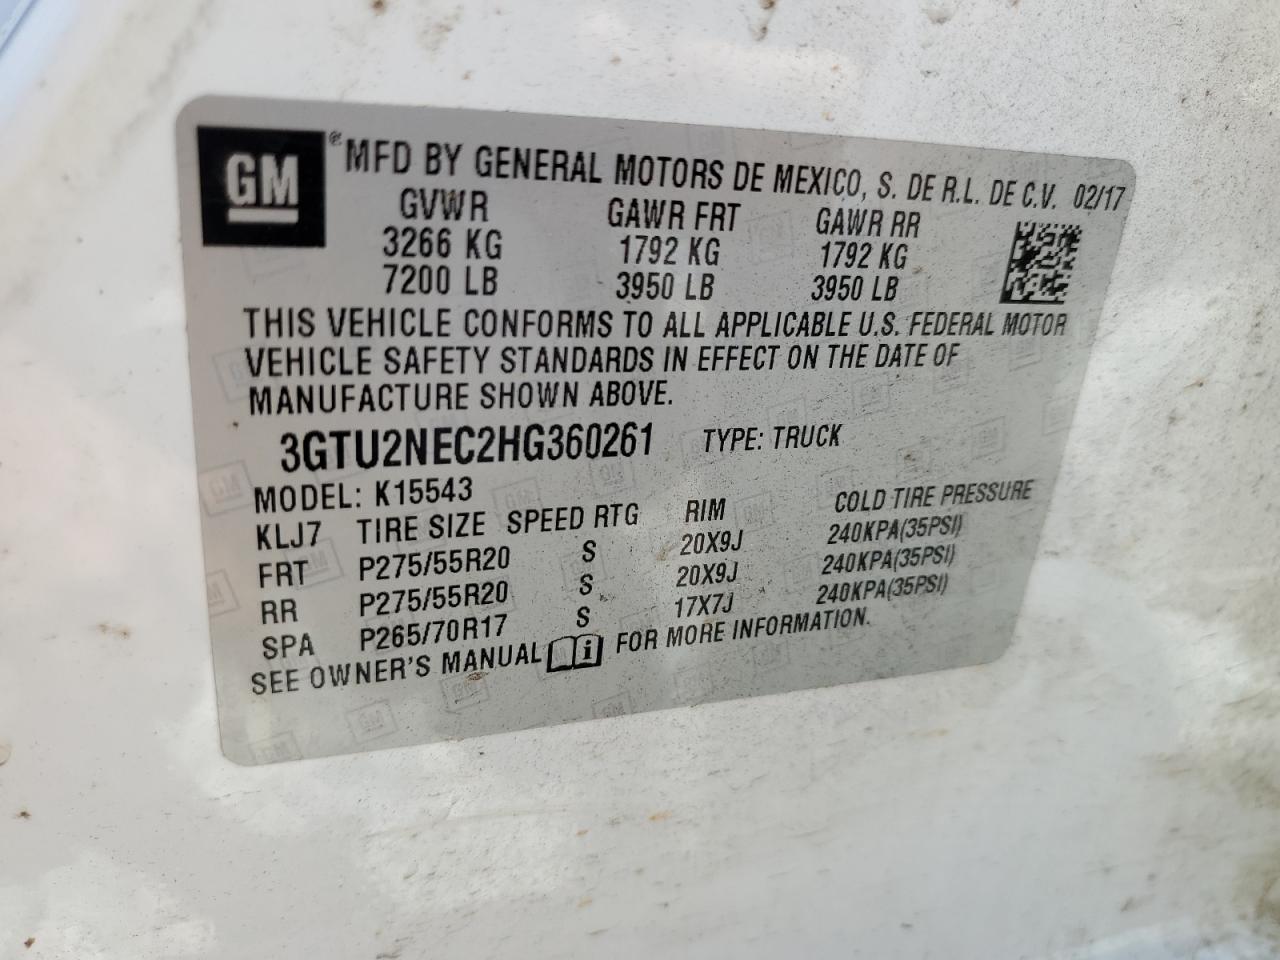 GM ® MFD BY GENERAL MOTORS DE MEXICO, S. DE R.L. DE C.V. 02/17
GVWR GAWR FRT GAWR RR
3266 KG 1792 KG 1792 KG
7200 LB 3950 LB 3950 LB
THIS VEHICLE CONFORMS TO ALL APPLICABLE U.S. FEDERAL MOTOR
VEHICLE SAFETY STANDARDS IN EFFECT ON THE DATE OF
MANUFACTURE SHOWN ABOVE.
3GTU2NEC2HG360261 TYPE: TRUCK
MODEL: K15543
KLJ7 TIRE SIZE SPEED RTG RIM COLD TIRE PRESSURE
FRT P275/55R20 S 20X9J 240KPA(35PSI)
RR P275/55R20 S 20X9J 240KPA(35PSI)
SPA P265/70R17 S 17X7J 240KPA(35PSI)
SEE OWNER'S MANUAL i FOR MORE INFORMATION.